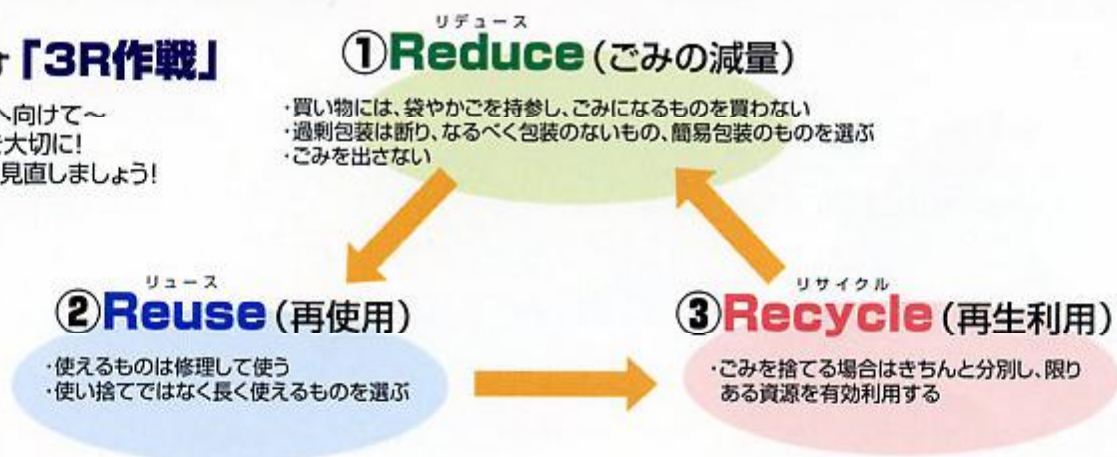 「3R作戦」
へ向けて～
を大切に!
見直しましょう!
リデュース
①Reduce(ごみの減量)
・買い物には、袋やかごを持参し、ごみになるものを買わない
・過剰包装は断り、なるべく包装のないもの、簡易包装のものを選ぶ
・ごみを出さない
リユース
②Reuse(再使用)
・使えるものは修理して使う
・使い捨てではなく長く使えるものを選ぶ
リサイクル
③Recycle(再生利用)
・ごみを捨てる場合はきちんと分別し、限り
ある資源を有効利用する